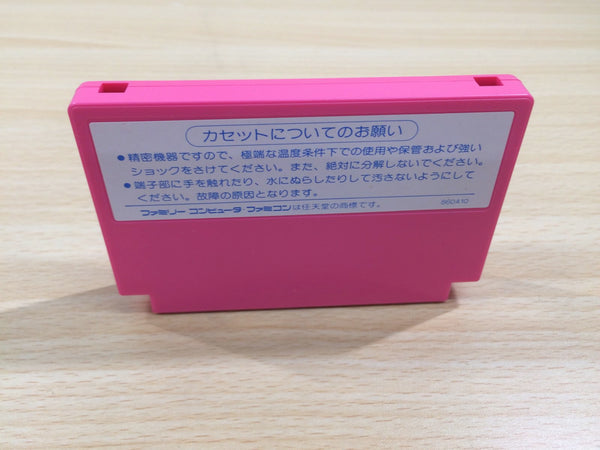 カセットについてのお願い
●精密機器ですので、極端な温度条件下での使用や保管および強い
ショックをさけてください。また、絶対に分解しないでください。
●端子部に手を触れたり、水にぬらしたりして汚さないようにして
ください。故障の原因となります。
ファミリー コンピュータ・ファミコンは任天堂の商標です。 860410